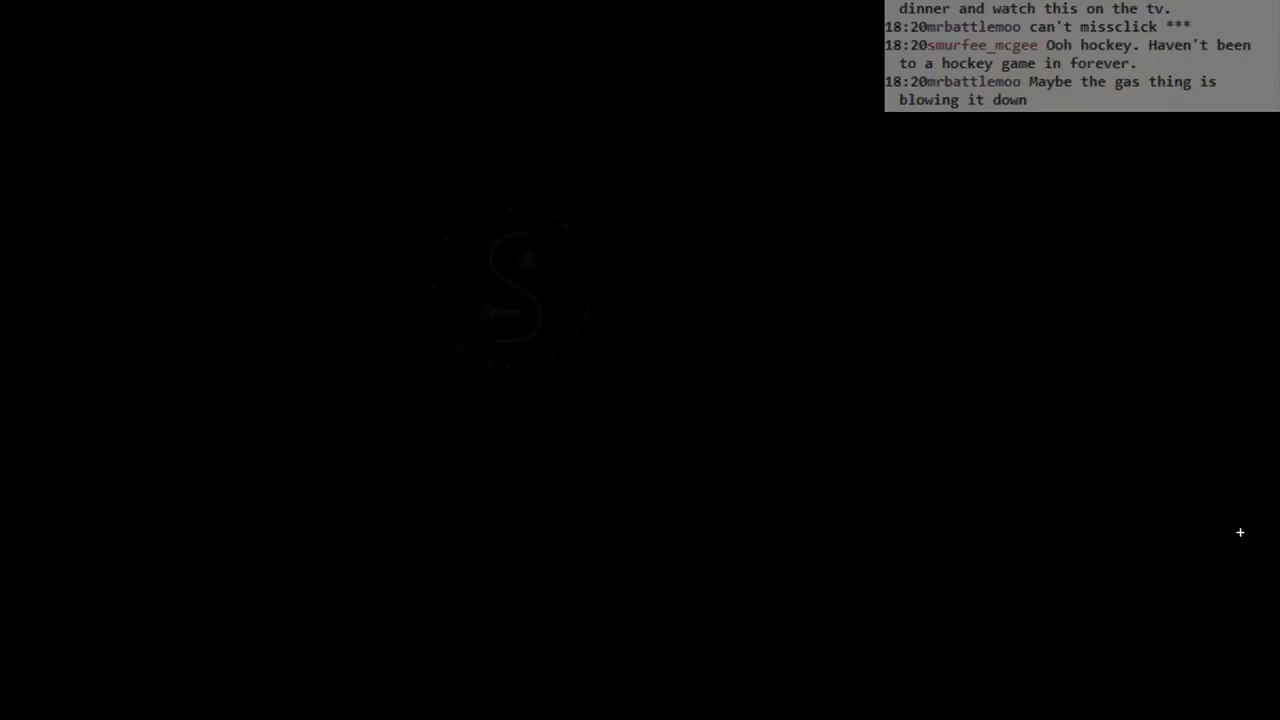 dinner and watch this on the tv.
18:20mrbattlemoo can't missclick ***
18:20smurfee_mcgee Ooh hockey. Haven't been
to a hockey game in forever.
18:20mrbattlemoo Maybe the gas thing is
blowing it down